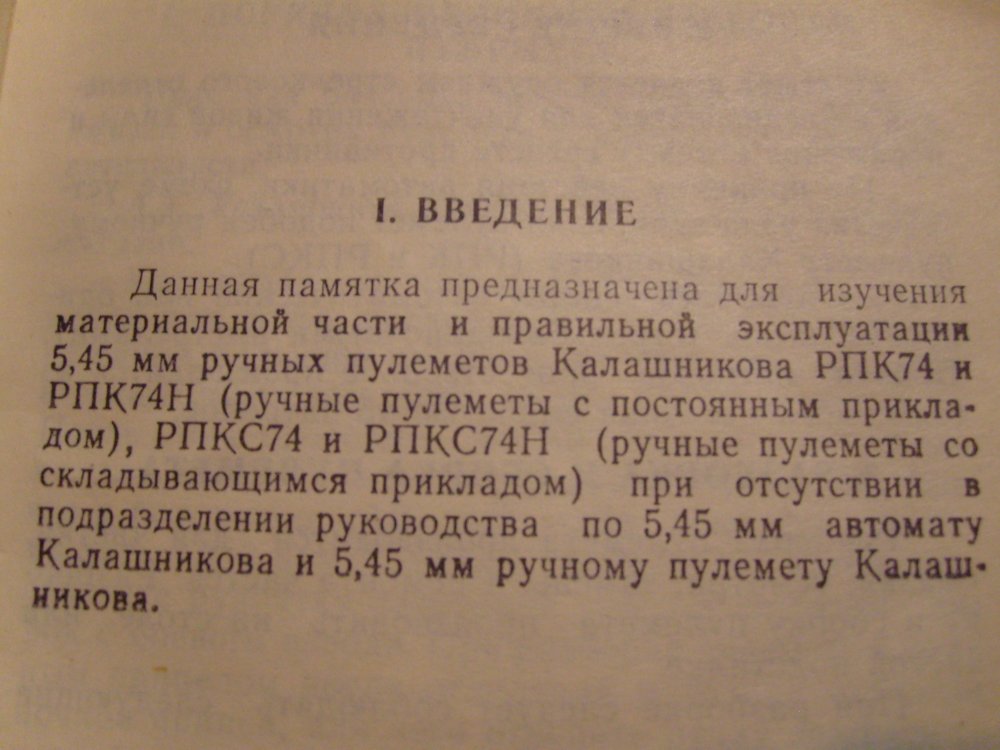 I. ВВЕДЕНИЕ
Данная памятка предназначена для изучения
материальной части и правильной эксплуатации
5,45 мм ручных пулеметов Калашникова РПК74 и
РПК74Н (ручные пулеметы с постоянным прикла-
дом), РПКС74 и РПКС74Н (ручные пулеметы со
складывающимся прикладом) при отсутствии в
подразделении руководства по 5,45 мм автомату
Калашникова и 5,45 мм ручному пулемету Калаш-
никова.